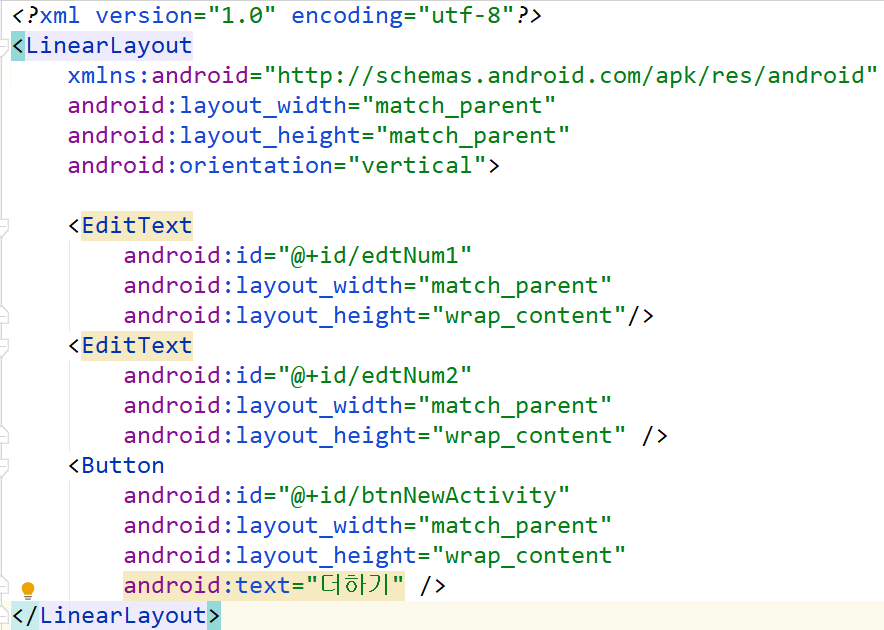 <?xml version="1.0" encoding="utf-8"?>
<LinearLayout
    xmlns:android="http://schemas.android.com/apk/res/android"
    android:layout_width="match_parent"
    android:layout_height="match_parent"
    android:orientation="vertical">

    <EditText
        android:id="@+id/edtNum1"
        android:layout_width="match_parent"
        android:layout_height="wrap_content"/>
    <EditText
        android:id="@+id/edtNum2"
        android:layout_width="match_parent"
        android:layout_height="wrap_content" />
    <Button
        android:id="@+id/btnNewActivity"
        android:layout_width="match_parent"
        android:layout_height="wrap_content"
        android:text="더하기" />
</LinearLayout>